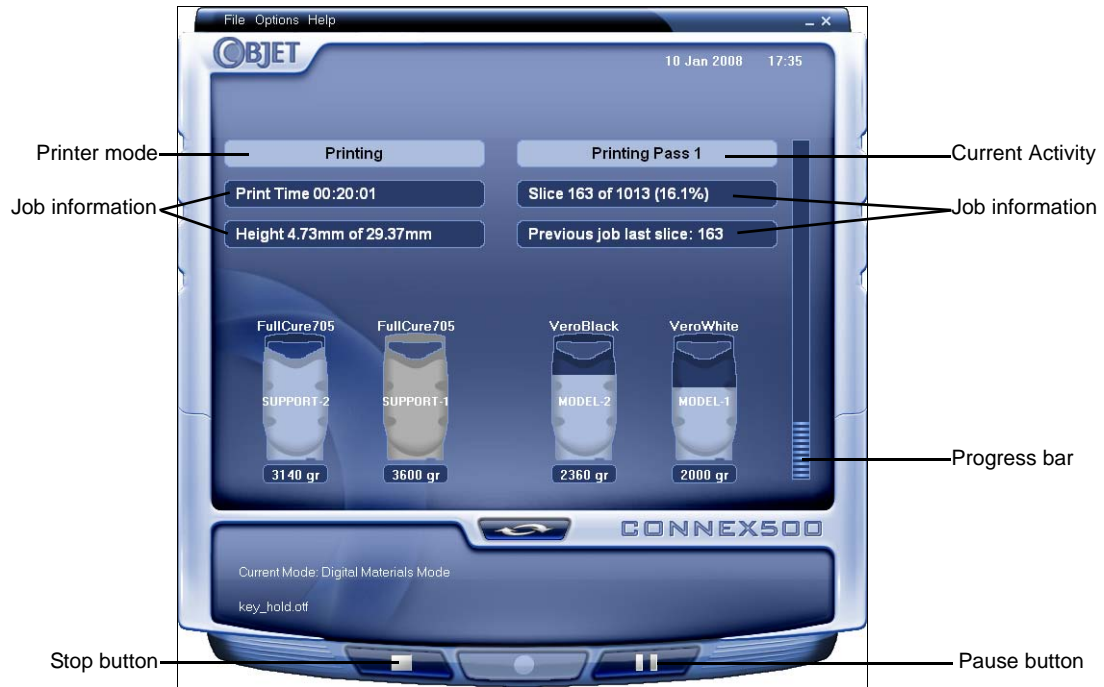 File Options Help
OBJET
10 Jan 2008 17:35
Printer mode
Printing
Printing Pass 1
Current Activity
Job information
Print Time 00:20:01
Slice 163 of 1013 (16.1%)
Job information
Height 4.73mm of 29.37mm
Previous job last slice: 163
FullCure705
FullCure705
VeroBlack
VeroWhite
SUPPORT-2
SUPPORT-1
MODEL-2
MODEL-1
3140 gr
3600 gr
2360 gr
2000 gr
Progress bar
CONNEX500
Current Mode: Digital Materials Mode
key_hold.otf
Stop button
Pause button